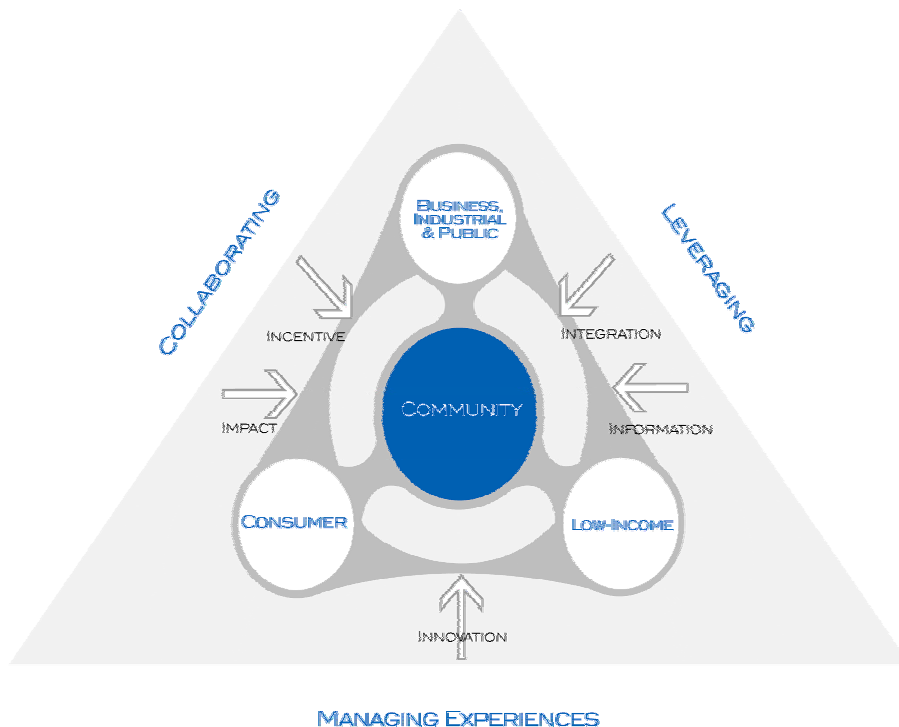 BUSINESS,
INDUSTRIAL
& PUBLIC
COLLABORATING
LEVERAGING
INCENTIVE
INTEGRATION
COMMUNITY
IMPACT
INFORMATION
CONSUMER
LOW-INCOME
INNOVATION
MANAGING EXPERIENCES